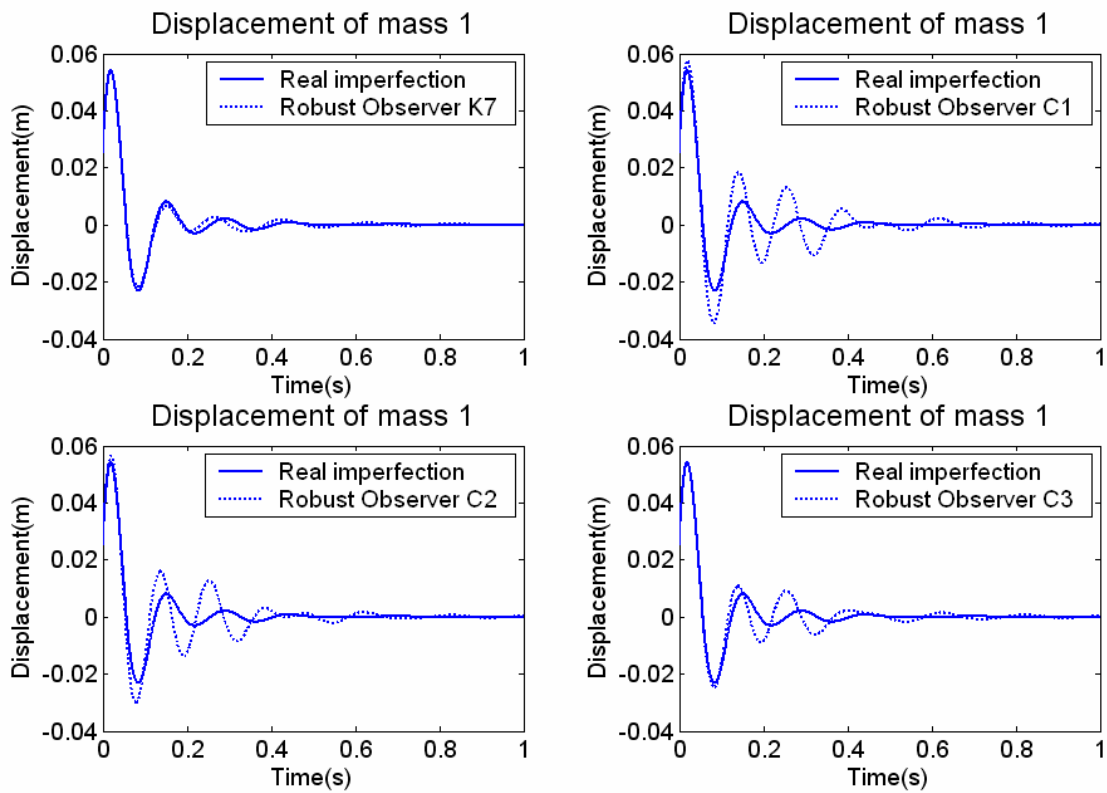 Displacement of mass 1
0.06
0.04
0.02
0
-0.02
-0.04
Displacement(m)
Real imperfection
Robust Observer K7
0
0.2
0.4
0.6
0.8
1
Time(s)
Displacement of mass 1
0.06
0.04
0.02
0
-0.02
-0.04
Displacement(m)
Real imperfection
Robust Observer C1
0
0.2
0.4
0.6
0.8
1
Time(s)
Displacement of mass 1
0.06
0.04
0.02
0
-0.02
-0.04
Displacement(m)
Real imperfection
Robust Observer C2
0
0.2
0.4
0.6
0.8
1
Time(s)
Displacement of mass 1
0.06
0.04
0.02
0
-0.02
-0.04
Displacement(m)
Real imperfection
Robust Observer C3
0
0.2
0.4
0.6
0.8
1
Time(s)